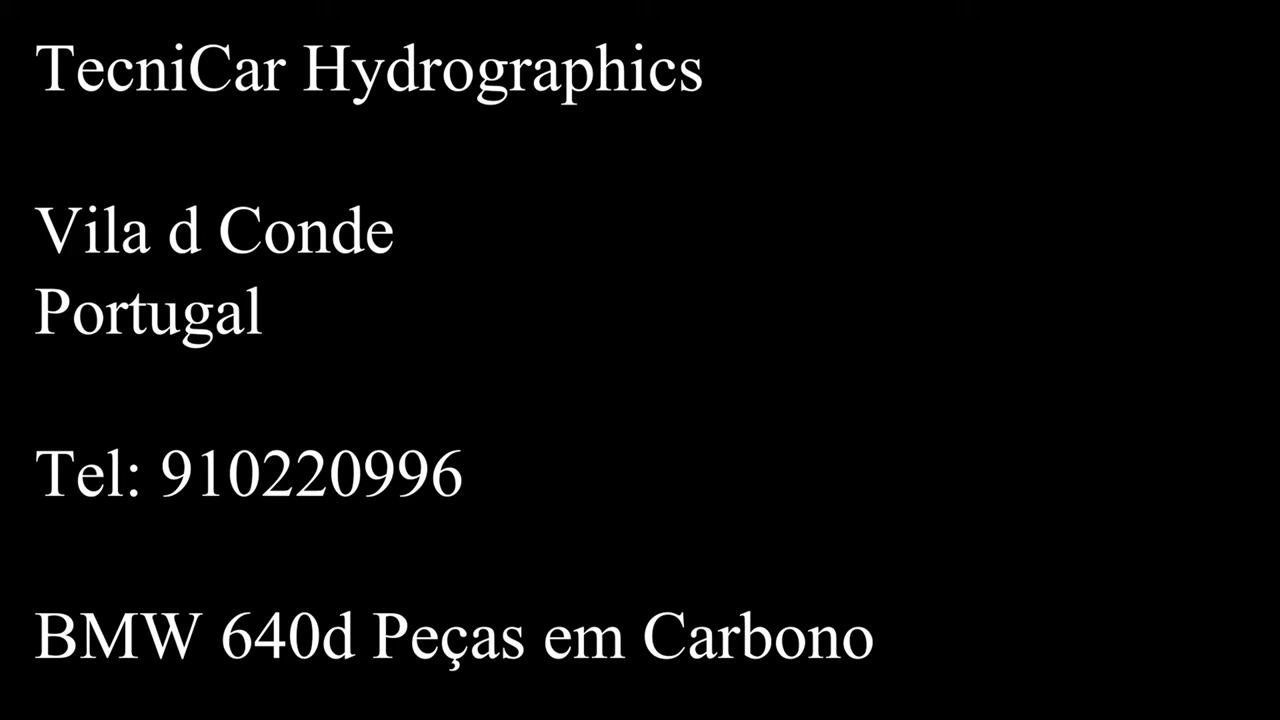 TecniCar Hydrographics
Vila d Conde
Portugal
Tel: 910220996
BMW 640d Peças em Carbono